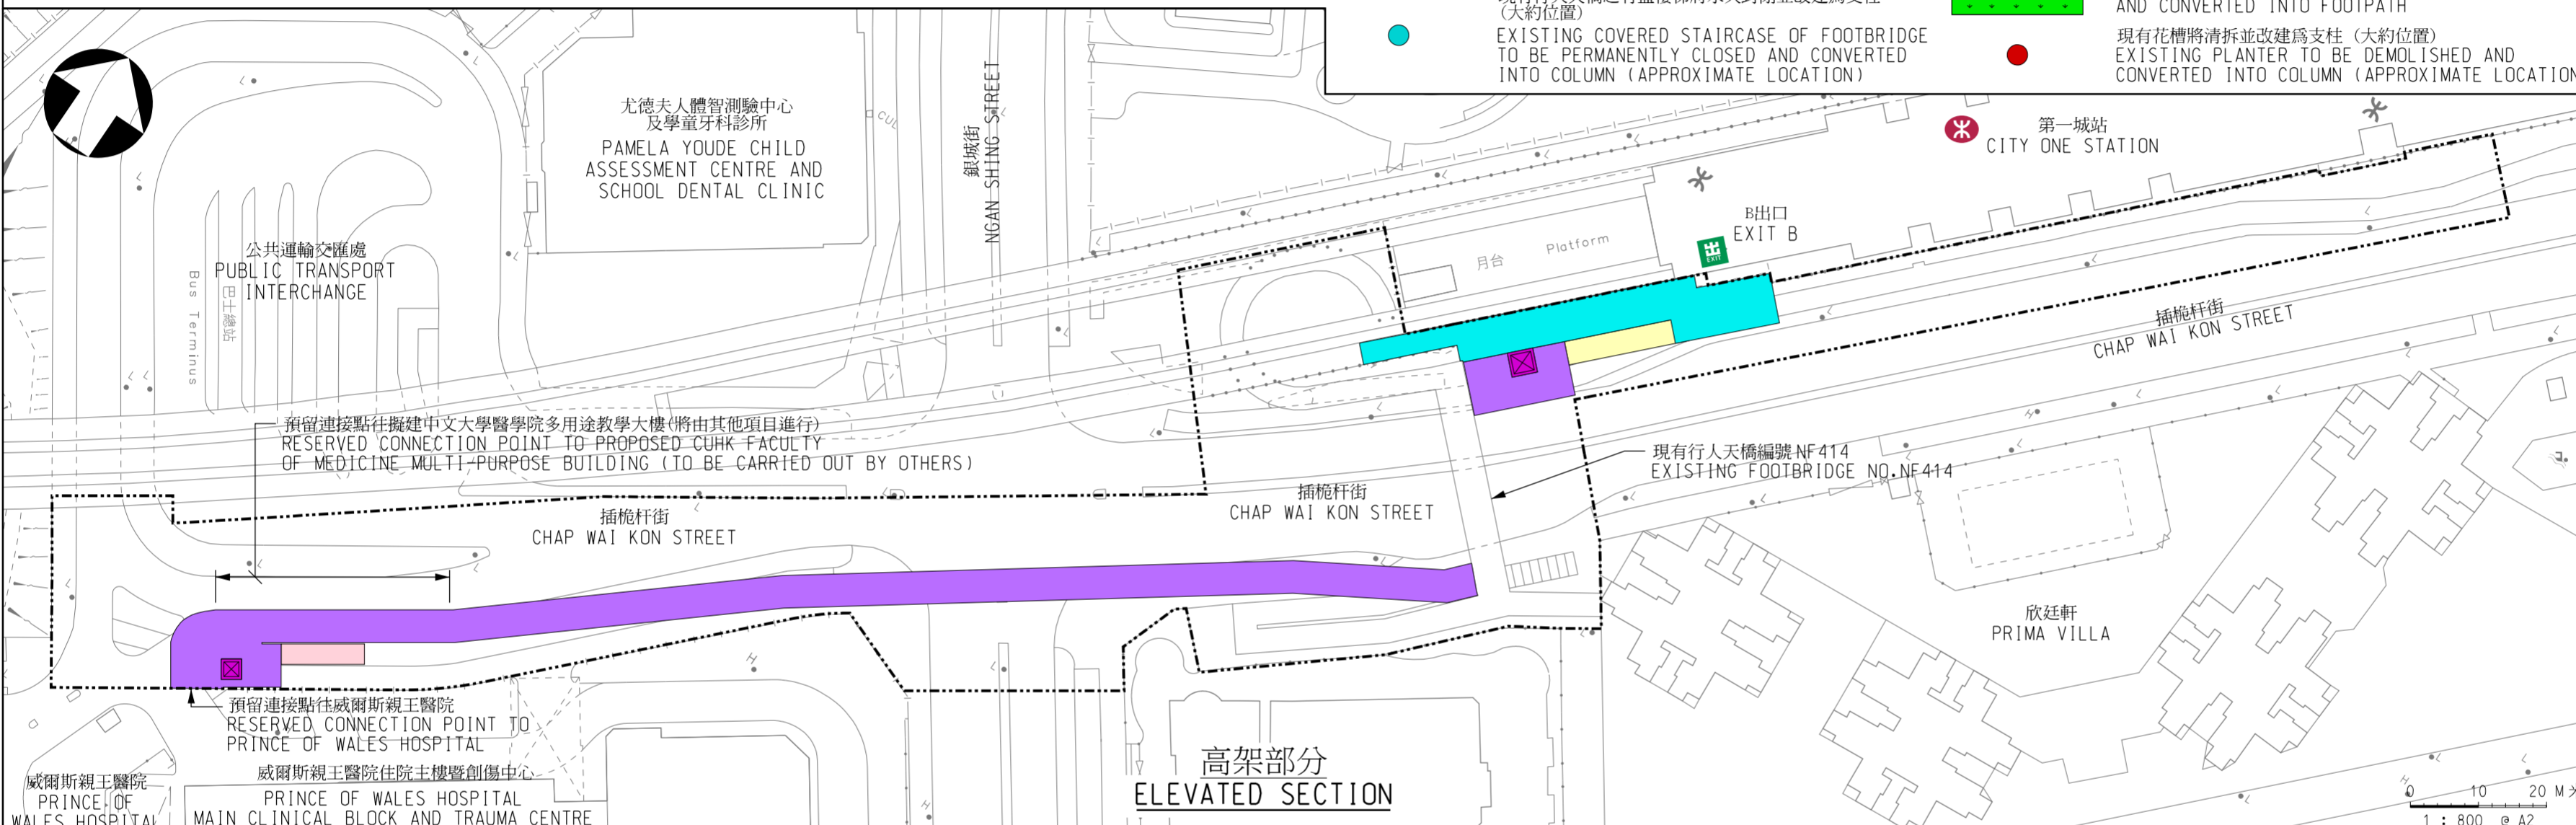 (大約位置)
EXISTING COVERED STAIRCASE OF FOOTBRIDGE
TO BE PERMANENTLY CLOSED AND CONVERTED
INTO COLUMN (APPROXIMATE LOCATION)
AND CONVERTED INTO FOOTPATH
現有花槽將清拆並改建爲支柱 (大約位置)
EXISTING PLANTER TO BE DEMOLISHED AND
CONVERTED INTO COLUMN (APPROXIMATE LOCATION
尤德夫人體智測驗中心
及學童牙科診所
PAMELA YOUDE CHILD
ASSESSMENT CENTRE AND
SCHOOL DENTAL CLINIC
CUL
銀城街
NGAN SHING STREET
第一城站
CITY ONE STATION
B出口
EXIT B
出
EXIT
月台 Platform
公共運輸交匯處
PUBLIC TRANSPORT
INTERCHANGE
Bus Terminus
巴士總站
插桅杆街
CHAP WAI KON STREET
預留連接點往擬建中文大學醫學院多用途教學大樓(將由其他項目進行)
RESERVED CONNECTION POINT TO PROPOSED CUHK FACULTY
OF MEDICINE MULTI-PURPOSE BUILDING (TO BE CARRIED OUT BY OTHERS)
現有行人天橋編號NF414
EXISTING FOOTBRIDGE NO.NF414
插桅杆街
CHAP WAI KON STREET
插桅杆街
CHAP WAI KON STREET
欣廷軒
PRIMA VILLA
預留連接點往威爾斯親王醫院
RESERVED CONNECTION POINT TO
PRINCE OF WALES HOSPITAL
威爾斯親王醫院
PRINCE OF
WALES HOSPITAL
威爾斯親王醫院住院主樓暨創傷中心
PRINCE OF WALES HOSPITAL
MAIN CLINICAL BLOCK AND TRAUMA CENTRE
高架部分
ELEVATED SECTION
0 10 20 M
1 : 800 @ A2